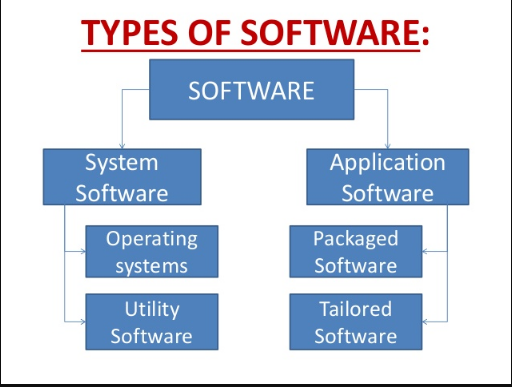 TYPES OF SOFTWARE:
SOFTWARE
System
Software
Application
Software
Operating
systems
Packaged
Software
Utility
Software
Tailored
Software